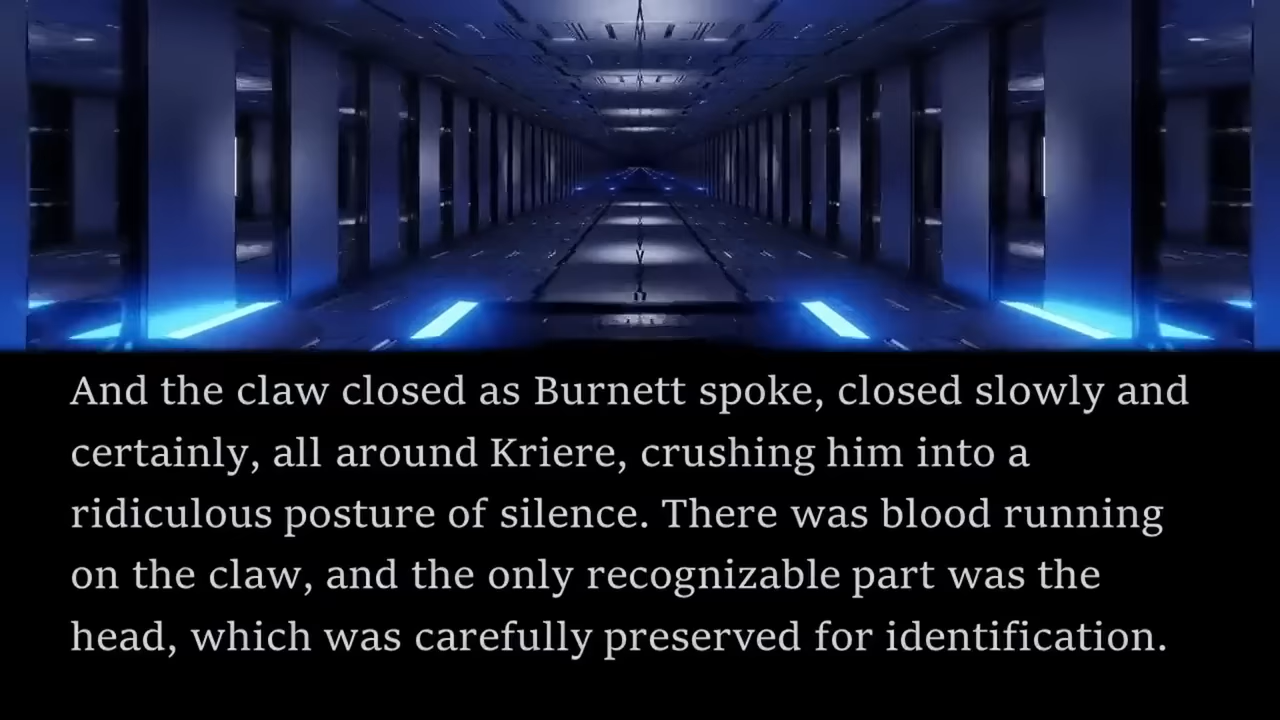 And the claw closed as Burnett spoke, closed slowly and
certainly, all around Kriere, crushing him into a
ridiculous posture of silence. There was blood running
on the claw, and the only recognizable part was the
head, which was carefully preserved for identification.